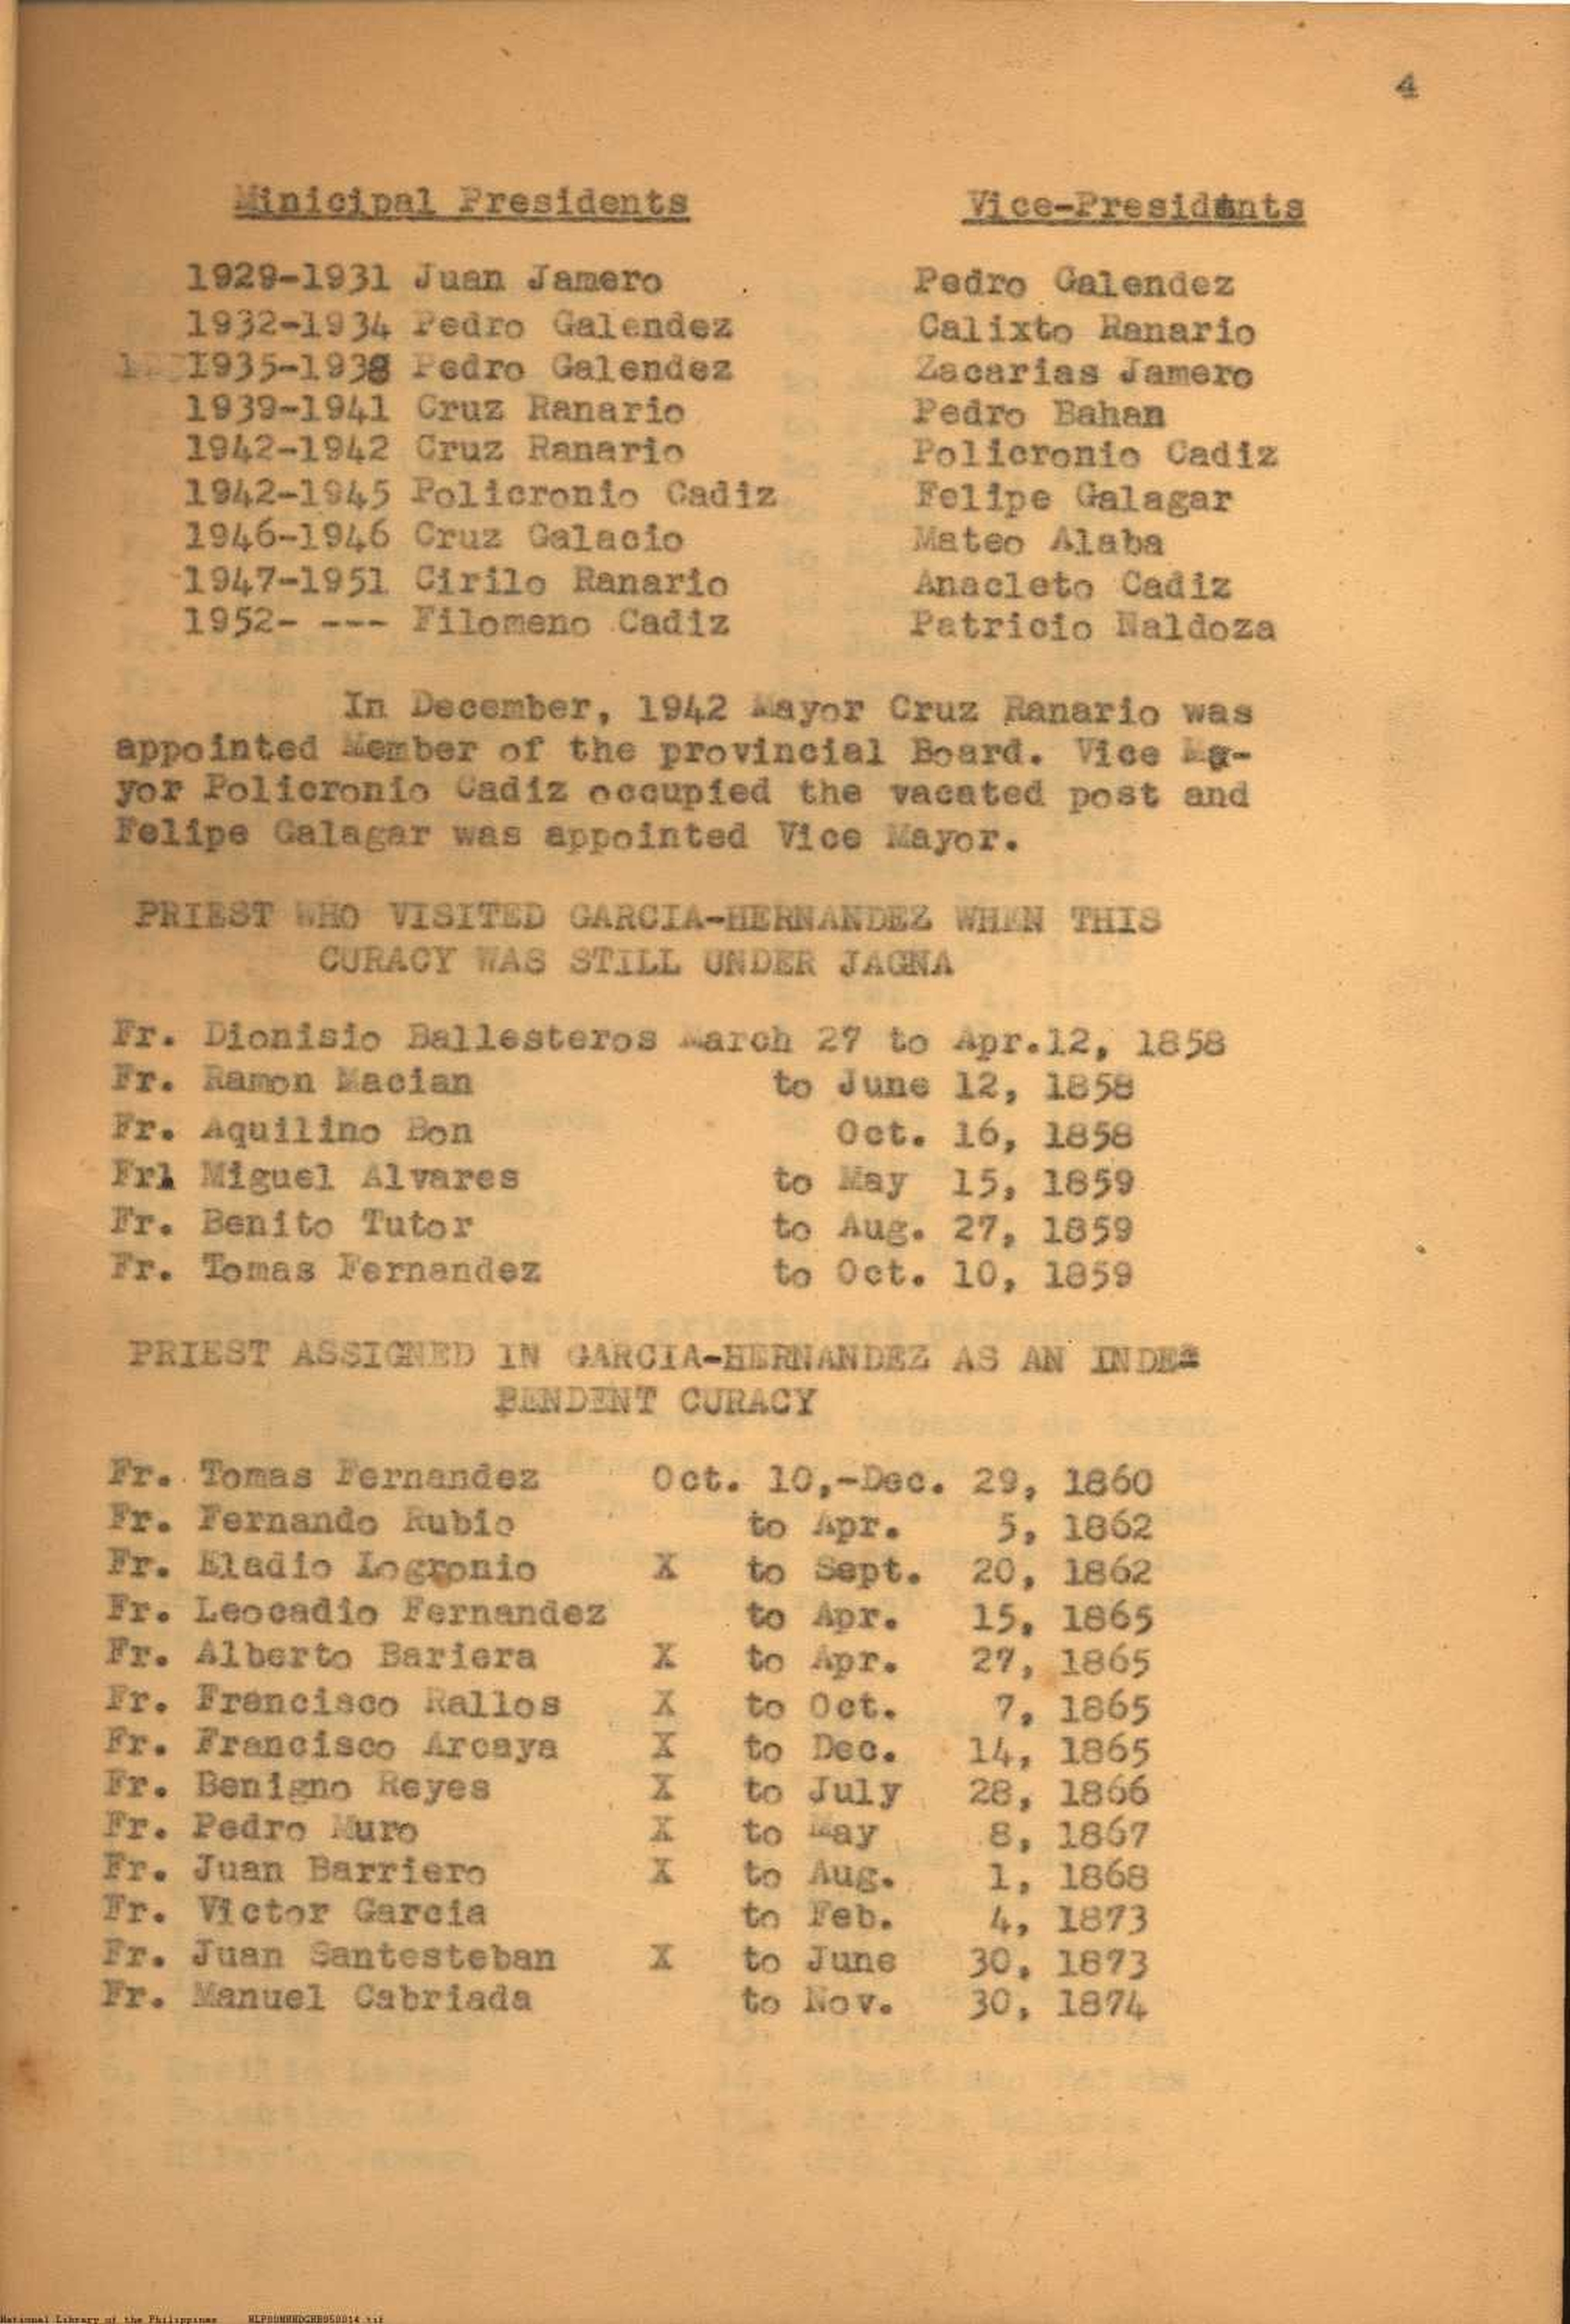 4
Minicipal Presidents Vice-Presidents
1929-1931 Juan Jamero Pedro Galendez
1932-1934 Pedro Galendez Calixto Ranario
1935-1938 Pedro Galendez Zacarias Jamero
1939-1941 Cruz Ranario Pedro Bahan
1942-1942 Cruz Ranario Policronio Cadiz
1942-1945 Policronio Cadiz Felipe Galagar
1946-1946 Cruz Galacio Mateo Alaba
1947-1951 Cirilo Ranario Anacleto Cadiz
1952- --- Filomeno Cadiz Patricio Naldoza
In December, 1942 Mayor Cruz Ranario was
appointed Member of the provincial Board. Vice Ma-
yor Policronio Cadiz occupied the vacated post and
Felipe Galagar was appointed Vice Mayor.
PRIEST WHO VISITED GARCIA-HERNANDEZ WHEN THIS
CURACY WAS STILL UNDER JAGNA
Fr. Dionisio Ballesteros March 27 to Apr.12, 1858
Fr. Ramon Macian to June 12, 1858
Fr. Aquilino Bon Oct. 16, 1858
Fr. Miguel Alvares to May 15, 1859
Fr. Benito Tutor to Aug. 27, 1859
Fr. Tomas Fernandez to Oct. 10, 1859
PRIEST ASSIGNED IN GARCIA-HERNANDEZ AS AN INDE-
PENDENT CURACY
Fr. Tomas Fernandez Oct. 10,-Dec. 29, 1860
Fr. Fernando Rubio to Apr. 5, 1862
Fr. Eladio Logronio X to Sept. 20, 1862
Fr. Leocadio Fernandez to Apr. 15, 1865
Fr. Alberto Bariera X to Apr. 27, 1865
Fr. Francisco Rallos X to Oct. 7, 1865
Fr. Francisco Arcaya X to Dec. 14, 1865
Fr. Benigno Reyes X to July 28, 1866
Fr. Pedro Muro X to May 8, 1867
Fr. Juan Barriero X to Aug. 1, 1868
Fr. Victor Garcia to Feb. 4, 1873
Fr. Juan Santesteban X to June 30, 1873
Fr. Manuel Cabriada to Nov. 30, 1874
National Library of the Philippines